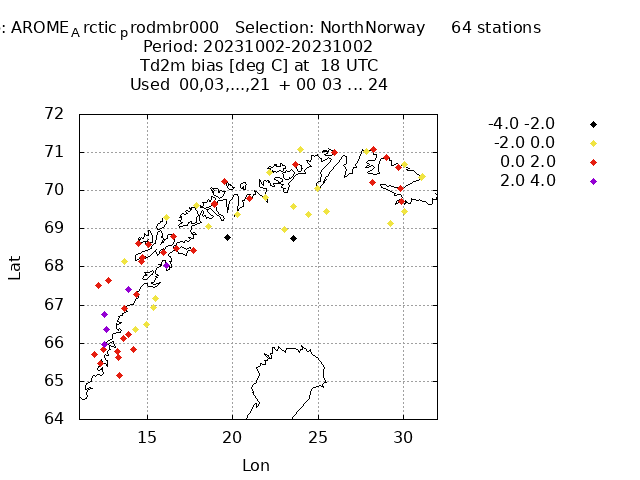 : AROME_Arctic_prodmbr000 Selection: NorthNorway 64 stations
Period: 20231002-20231002
Td2m bias [deg C] at 18 UTC
Used 00,03,...,21 + 00 03 ... 24
-4.0 -2.0
-2.0 0.0
0.0 2.0
2.0 4.0
72
71
70
69
68
67
66
65
64
Lat
15 20 25 30
Lon